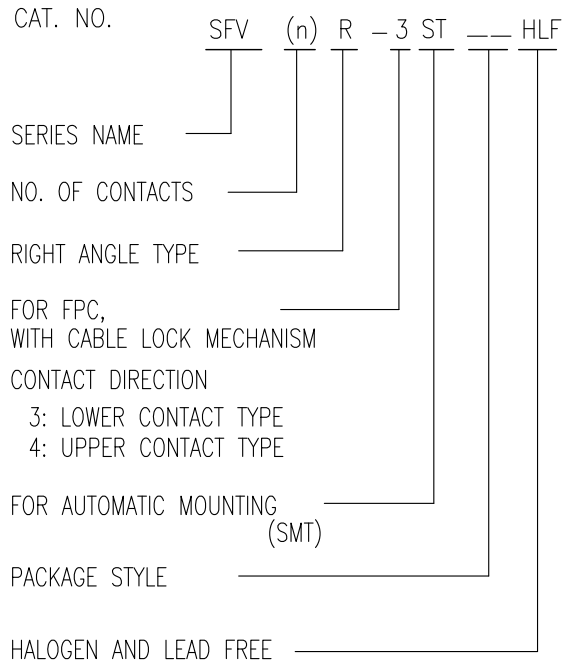 CAT. NO.
SFV (n) R - 3 ST __ HLF
SERIES NAME
NO. OF CONTACTS
RIGHT ANGLE TYPE
FOR FPC,
WITH CABLE LOCK MECHANISM
CONTACT DIRECTION
3: LOWER CONTACT TYPE
4: UPPER CONTACT TYPE
FOR AUTOMATIC MOUNTING
(SMT)
PACKAGE STYLE
HALOGEN AND LEAD FREE